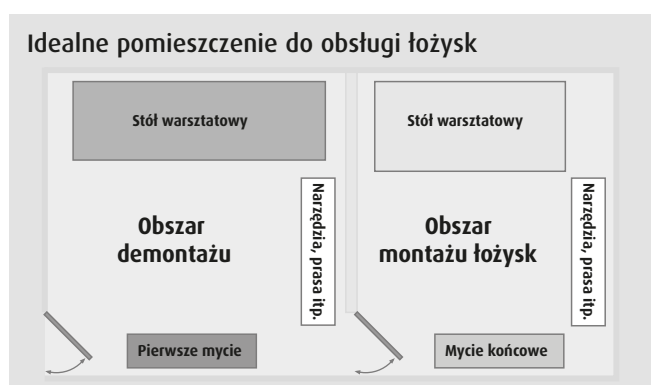 Idealne pomieszczenie do obsługi łożysk
Stół warsztatowy
Stół warsztatowy
Narzędzia, prasa itp.
Narzędzia, prasa itp.
Obszar
demontażu
Obszar
montażu łożysk
Pierwsze mycie
Mycie końcowe